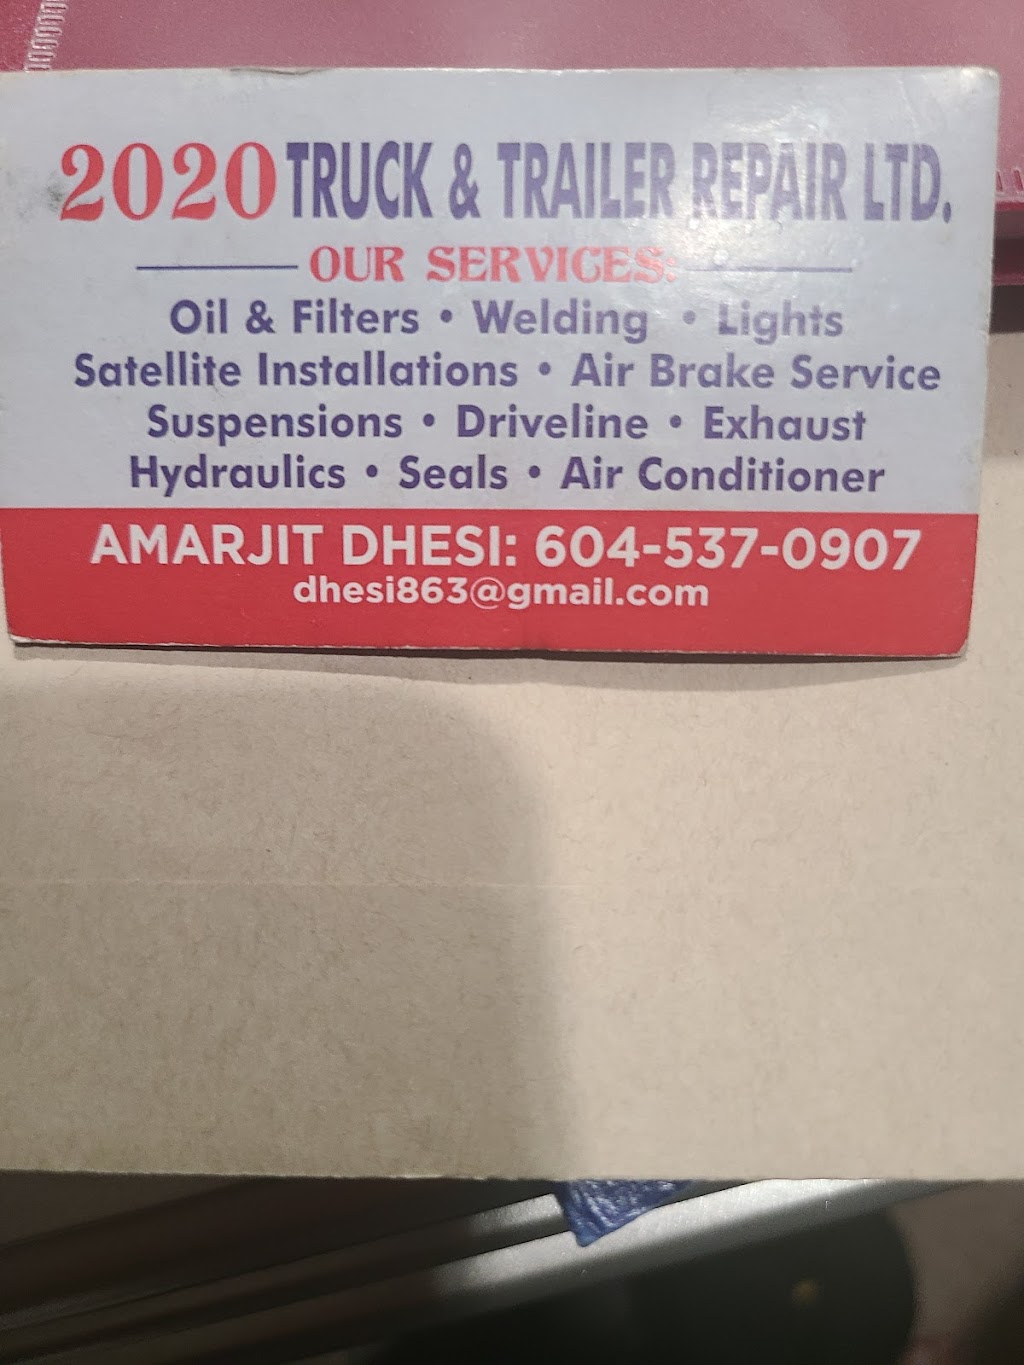 2020 TRUCK & TRAILER REPAIR LTD.
OUR SERVICES:
Oil & Filters • Welding • Lights
Satellite Installations • Air Brake Service
Suspensions • Driveline • Exhaust
Hydraulics • Seals • Air Conditioner
AMARJIT DHESI: 604-537-0907
dhesi863@gmail.com